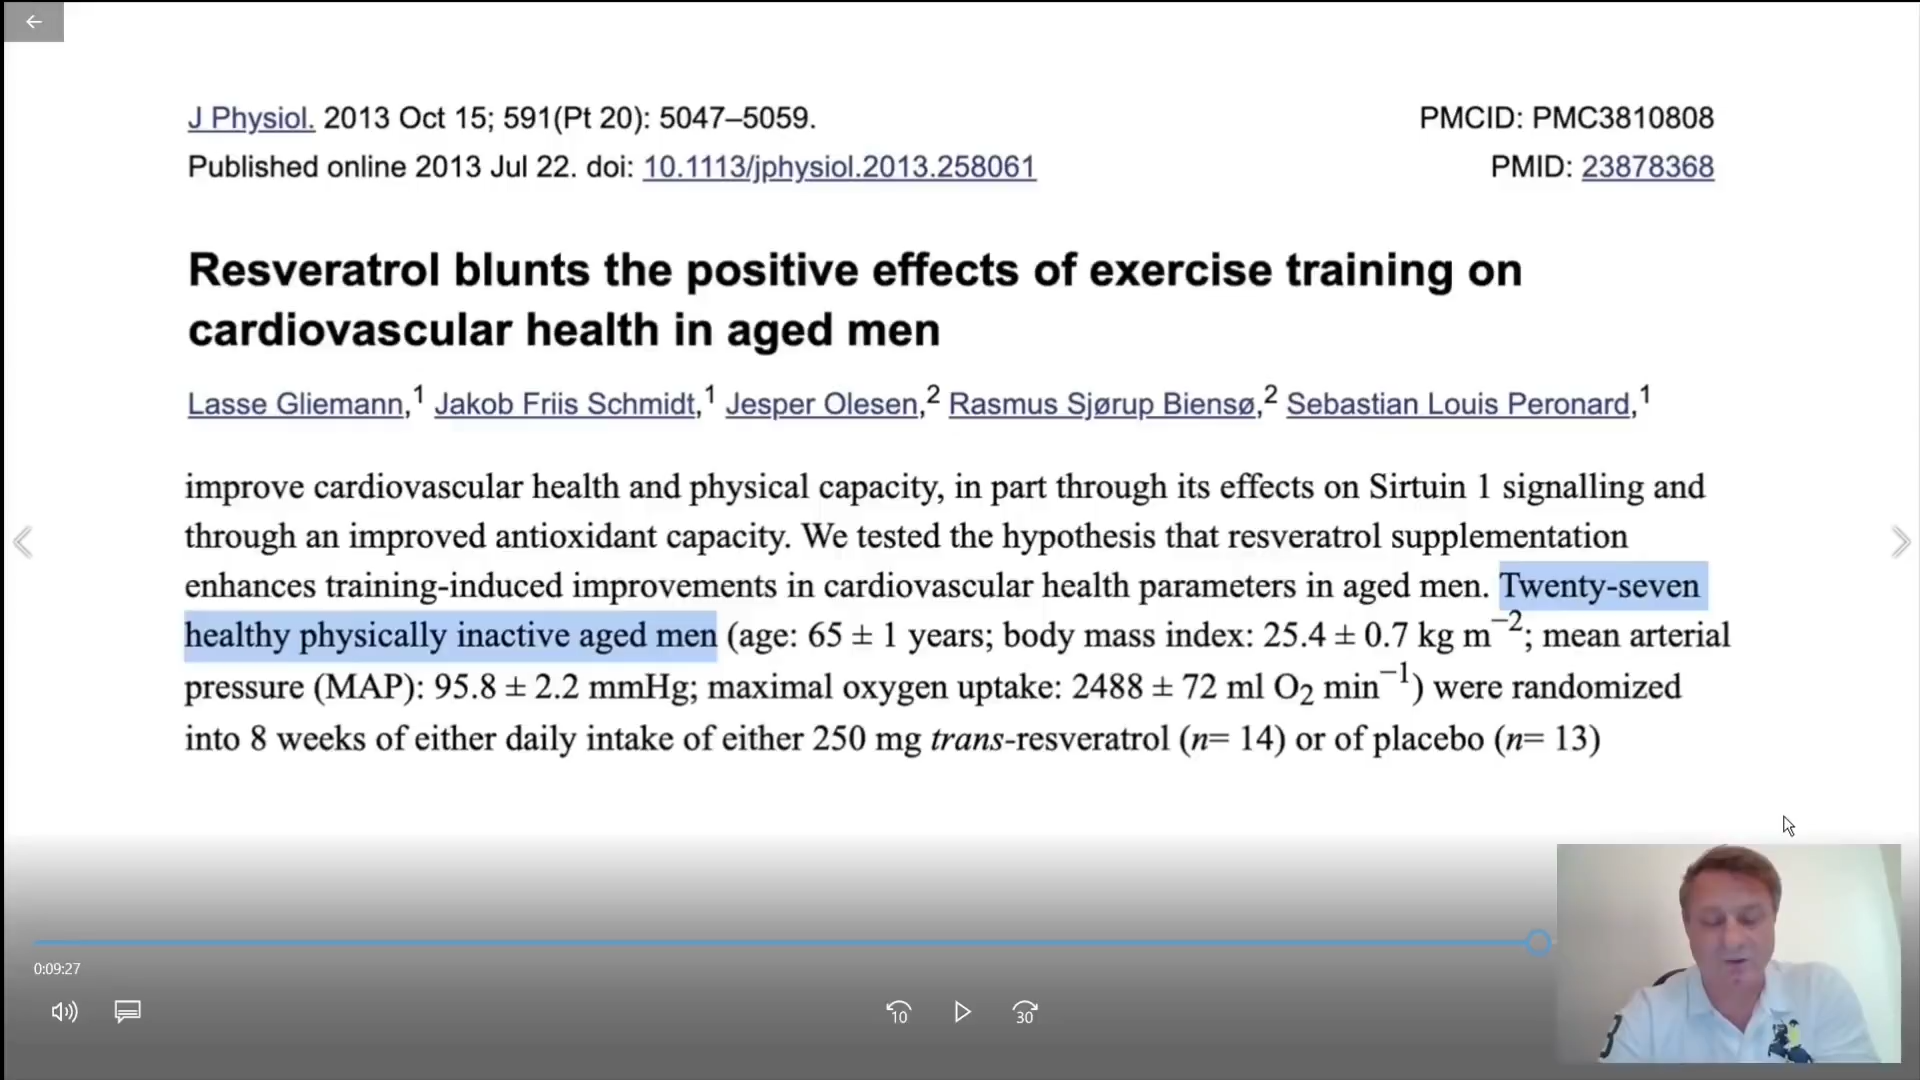 J Physiol. 2013 Oct 15; 591(Pt 20): 5047–5059.
PMCID: PMC3810808
Published online 2013 Jul 22. doi: 10.1113/jphysiol.2013.258061
PMID: 23878368
Resveratrol blunts the positive effects of exercise training on
cardiovascular health in aged men
Lasse Gliemann,1 Jakob Friis Schmidt,1 Jesper Olesen,2 Rasmus Sjørup Biensø,2 Sebastian Louis Peronard,1
improve cardiovascular health and physical capacity, in part through its effects on Sirtuin 1 signalling and
through an improved antioxidant capacity. We tested the hypothesis that resveratrol supplementation
enhances training-induced improvements in cardiovascular health parameters in aged men. Twenty-seven
healthy physically inactive aged men (age: 65 ± 1 years; body mass index: 25.4 ± 0.7 kg m−2; mean arterial
pressure (MAP): 95.8 ± 2.2 mmHg; maximal oxygen uptake: 2488 ± 72 ml O2 min−1) were randomized
into 8 weeks of either daily intake of either 250 mg trans-resveratrol (n= 14) or of placebo (n= 13)
0:09:27
10
30
3